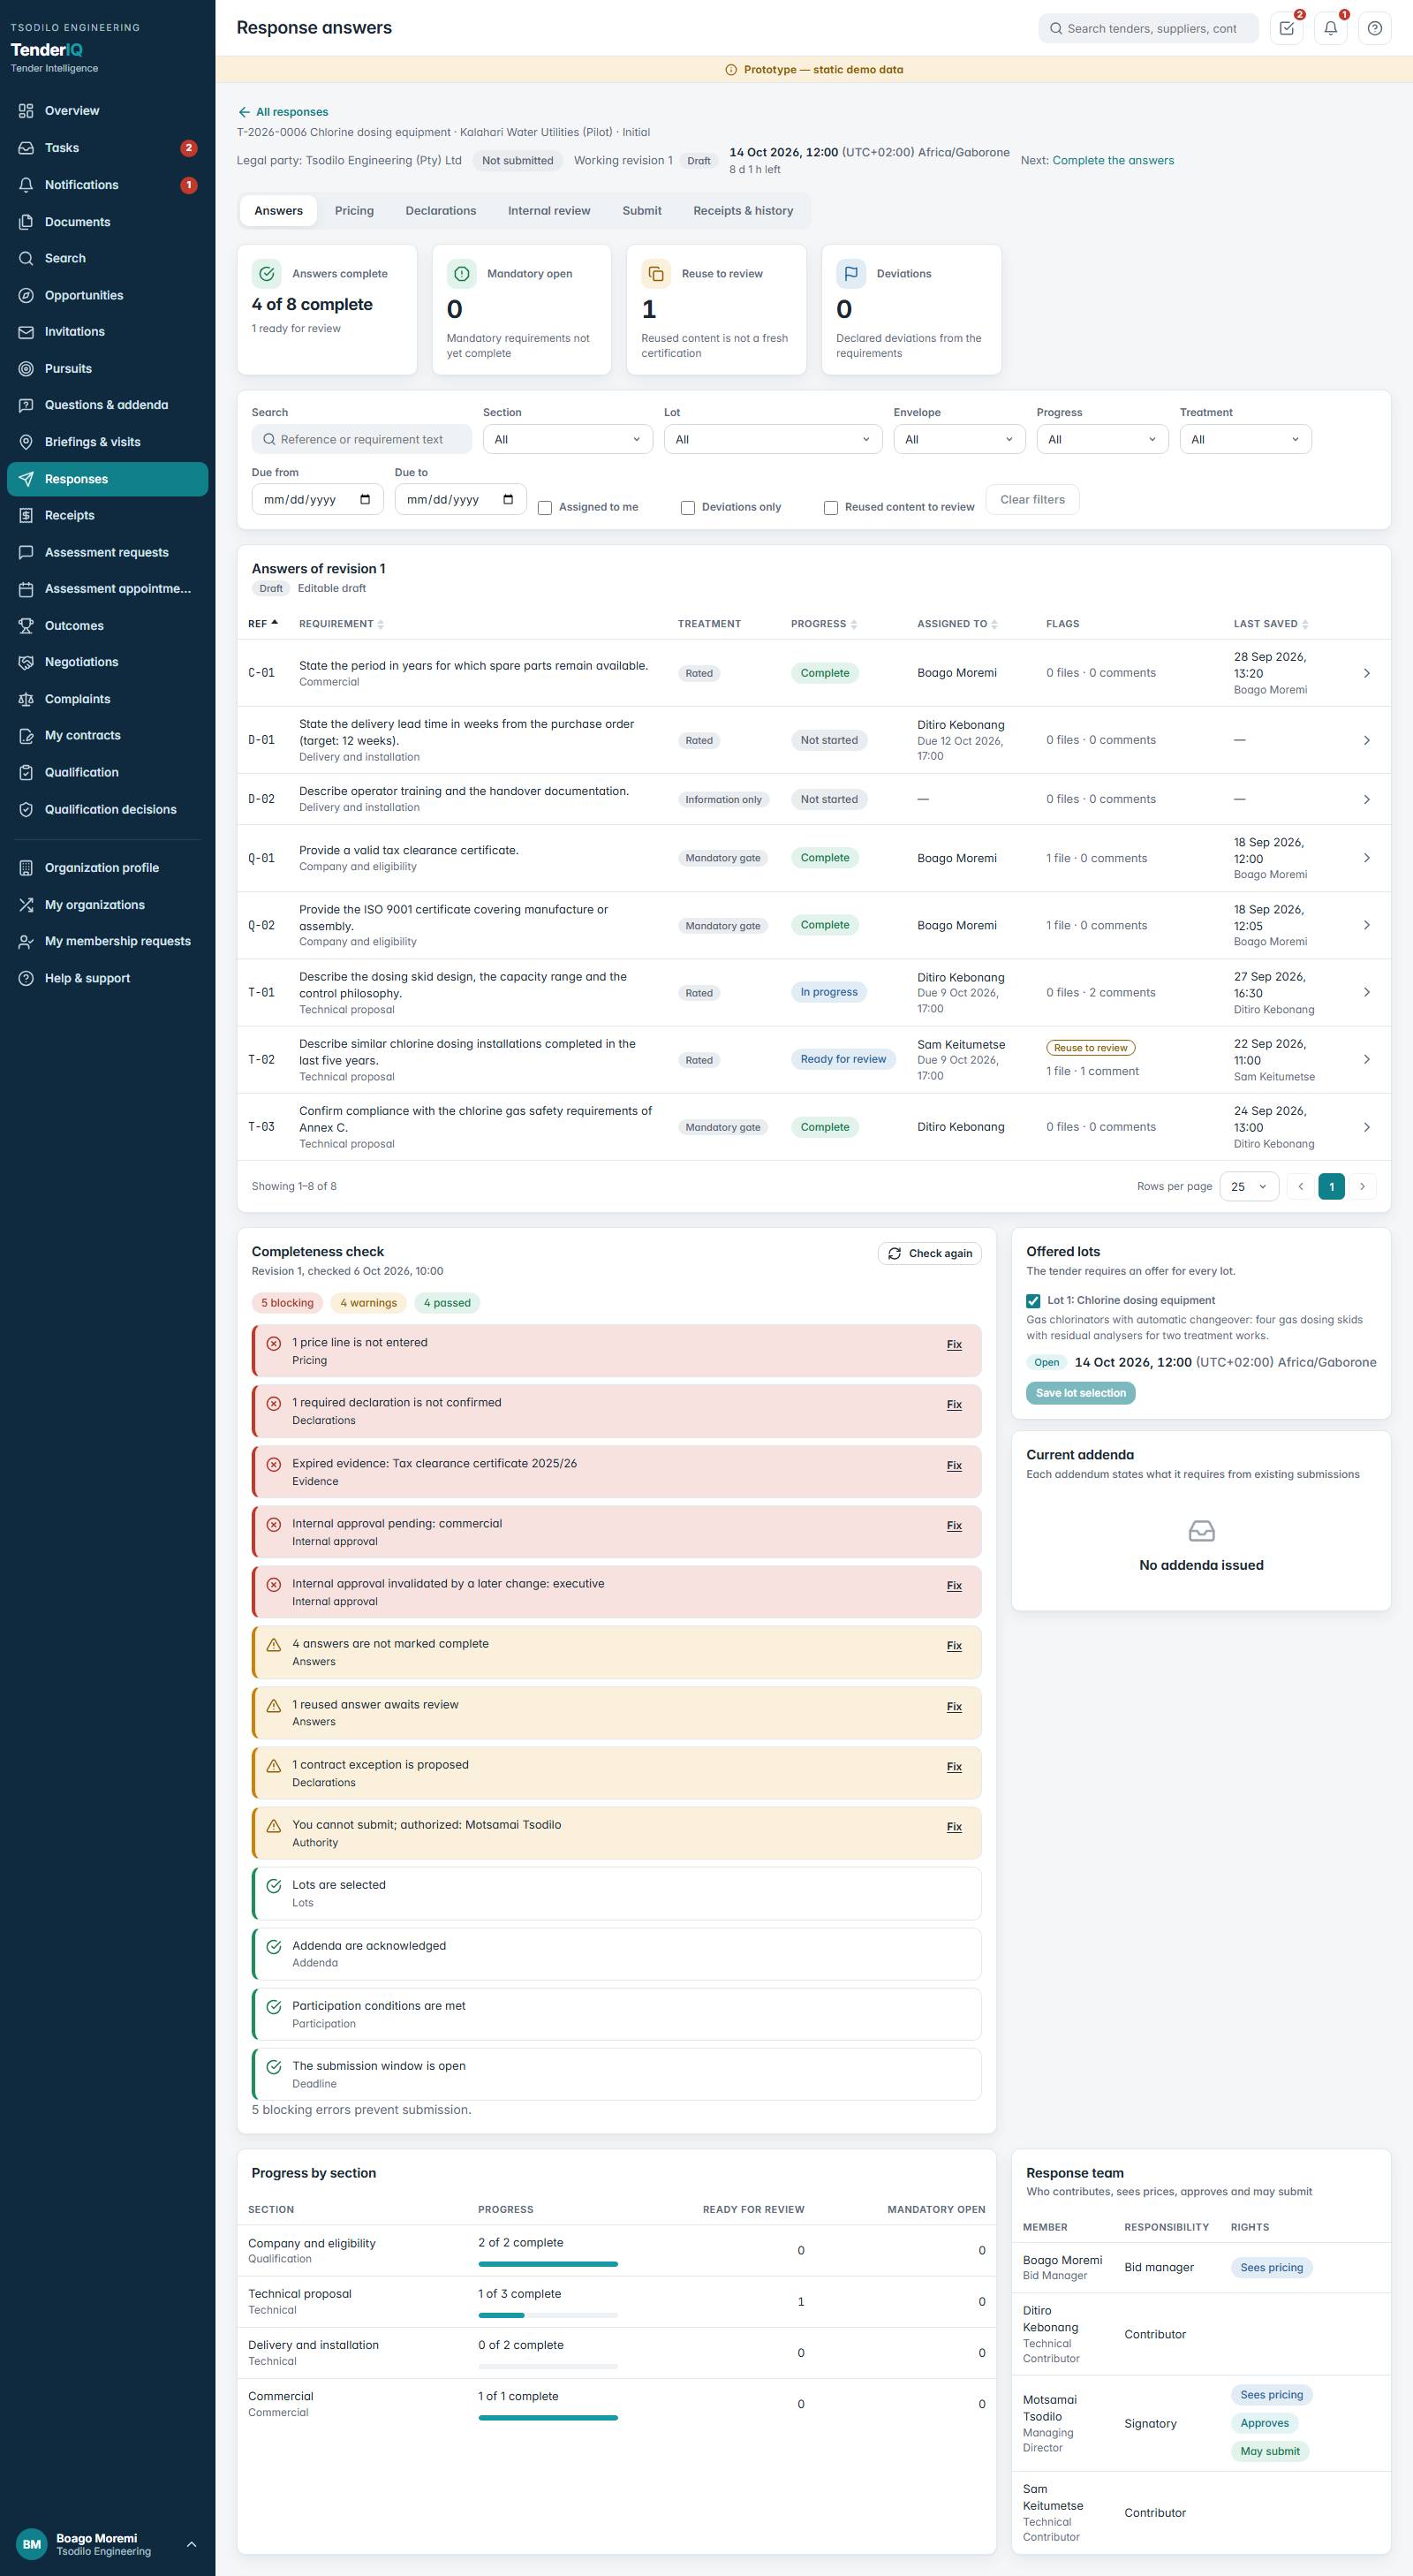 TSODILO ENGINEERING
TenderIQ
Tender Intelligence
Overview
Tasks 2
Notifications 1
Documents
Search
Opportunities
Invitations
Pursuits
Questions & addenda
Briefings & visits
Responses
Receipts
Assessment requests
Assessment appointme...
Outcomes
Negotiations
Complaints
My contracts
Qualification
Qualification decisions
Organization profile
My organizations
My membership requests
Help & support
BM
Boago Moremi
Tsodilo Engineering
Response answers
Search tenders, suppliers, cont
2
1
Prototype — static demo data
All responses
T-2026-0006 Chlorine dosing equipment · Kalahari Water Utilities (Pilot) · Initial
Legal party: Tsodilo Engineering (Pty) Ltd Not submitted Working revision 1 Draft 14 Oct 2026, 12:00 (UTC+02:00) Africa/Gaborone Next: Complete the answers
8 d 1 h left
Answers Pricing Declarations Internal review Submit Receipts & history
Answers complete
4 of 8 complete
1 ready for review
Mandatory open
0
Mandatory requirements not
yet complete
Reuse to review
1
Reused content is not a fresh
certification
Deviations
0
Declared deviations from the
requirements
Search Section Lot Envelope Progress Treatment
Reference or requirement text All All All All All
Due from Due to
mm/dd/yyyy mm/dd/yyyy Assigned to me Deviations only Reused content to review Clear filters
Answers of revision 1
Draft Editable draft
REF REQUIREMENT TREATMENT PROGRESS ASSIGNED TO FLAGS LAST SAVED
C-01 State the period in years for which spare parts remain available.
Commercial
Rated Complete Boago Moremi 0 files · 0 comments
28 Sep 2026,
13:20
Boago Moremi
D-01 State the delivery lead time in weeks from the purchase order
(target: 12 weeks).
Delivery and installation
Rated Not started
Ditiro Kebonang
Due 12 Oct 2026,
17:00
0 files · 0 comments —
D-02 Describe operator training and the handover documentation.
Delivery and installation
Information only Not started — 0 files · 0 comments —
Q-01 Provide a valid tax clearance certificate.
Company and eligibility
Mandatory gate Complete Boago Moremi 1 file · 0 comments
18 Sep 2026,
12:00
Boago Moremi
Q-02 Provide the ISO 9001 certificate covering manufacture or
assembly.
Company and eligibility
Mandatory gate Complete Boago Moremi 1 file · 0 comments
18 Sep 2026,
12:05
Boago Moremi
T-01 Describe the dosing skid design, the capacity range and the
control philosophy.
Technical proposal
Rated In progress
Ditiro Kebonang
Due 9 Oct 2026,
17:00
0 files · 2 comments
27 Sep 2026,
16:30
Ditiro Kebonang
T-02 Describe similar chlorine dosing installations completed in the
last five years.
Technical proposal
Rated Ready for review
Sam Keitumetse
Due 9 Oct 2026,
17:00
Reuse to review
1 file · 1 comment
22 Sep 2026,
11:00
Sam Keitumetse
T-03 Confirm compliance with the chlorine gas safety requirements of
Annex C.
Technical proposal
Mandatory gate Complete Ditiro Kebonang 0 files · 0 comments
24 Sep 2026,
13:00
Ditiro Kebonang
Showing 1–8 of 8 Rows per page 25 1
Completeness check
Revision 1, checked 6 Oct 2026, 10:00
Check again
5 blocking 4 warnings 4 passed
1 price line is not entered Fix
Pricing
1 required declaration is not confirmed Fix
Declarations
Expired evidence: Tax clearance certificate 2025/26 Fix
Evidence
Internal approval pending: commercial Fix
Internal approval
Internal approval invalidated by a later change: executive Fix
Internal approval
4 answers are not marked complete Fix
Answers
1 reused answer awaits review Fix
Answers
1 contract exception is proposed Fix
Declarations
You cannot submit; authorized: Motsamai Tsodilo Fix
Authority
Lots are selected
Lots
Addenda are acknowledged
Addenda
Participation conditions are met
Participation
The submission window is open
Deadline
5 blocking errors prevent submission.
Offered lots
The tender requires an offer for every lot.
Lot 1: Chlorine dosing equipment
Gas chlorinators with automatic changeover: four gas dosing skids
with residual analysers for two treatment works.
Open 14 Oct 2026, 12:00 (UTC+02:00) Africa/Gaborone
Save lot selection
Current addenda
Each addendum states what it requires from existing submissions
No addenda issued
Progress by section
SECTION PROGRESS READY FOR REVIEW MANDATORY OPEN
Company and eligibility 2 of 2 complete 0 0
Qualification
Technical proposal 1 of 3 complete 1 0
Technical
Delivery and installation 0 of 2 complete 0 0
Technical
Commercial 1 of 1 complete 0 0
Commercial
Response team
Who contributes, sees prices, approves and may submit
MEMBER RESPONSIBILITY RIGHTS
Boago Moremi
Bid Manager
Bid manager Sees pricing
Ditiro
Kebonang
Technical
Contributor
Contributor
Motsamai
Tsodilo
Managing
Director
Signatory
Sees pricing
Approves
May submit
Sam
Keitumetse
Technical
Contributor
Contributor